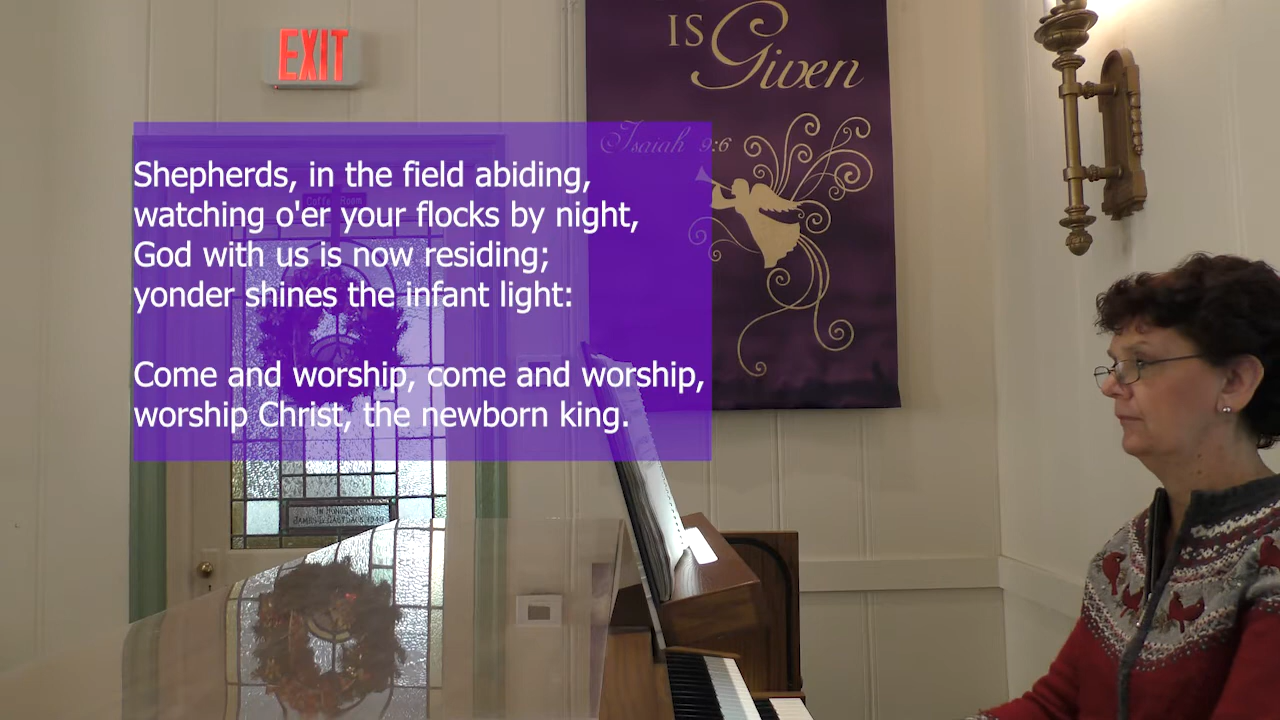 EXIT
IS
Given
Isaiah 9:6
Shepherds, in the field abiding,
watching o'er your flocks by night,
God with us is now residing;
yonder shines the infant light:
Come and worship, come and worship,
worship Christ, the newborn king.